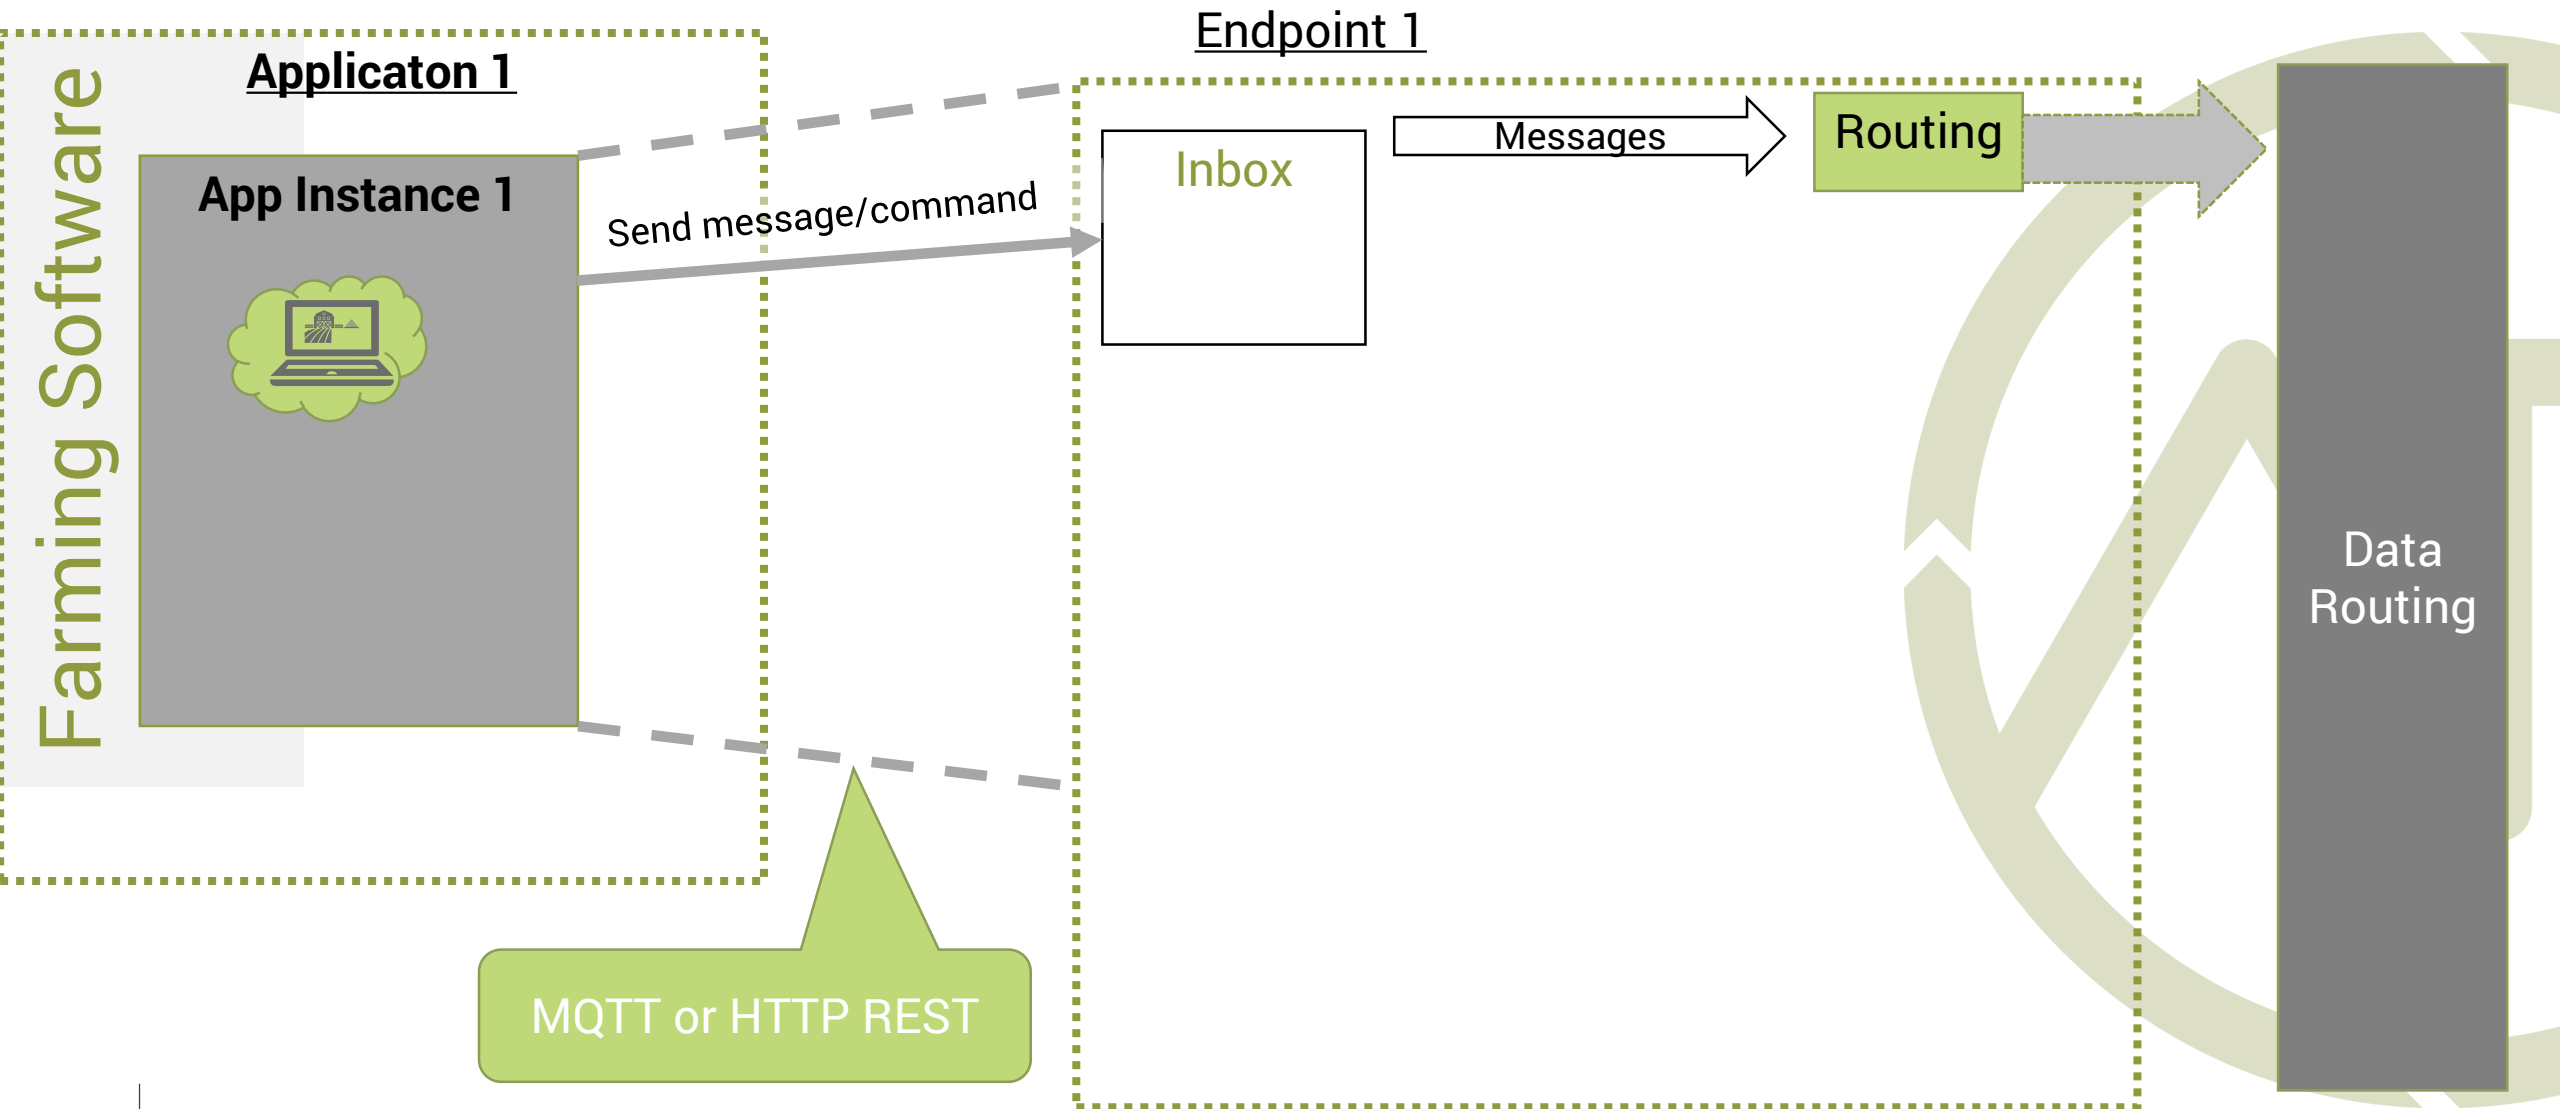 Endpoint 1
Applicaton 1
Farming Software
App Instance 1
Send message/command
Inbox
Messages
Routing
Data
Routing
MQTT or HTTP REST